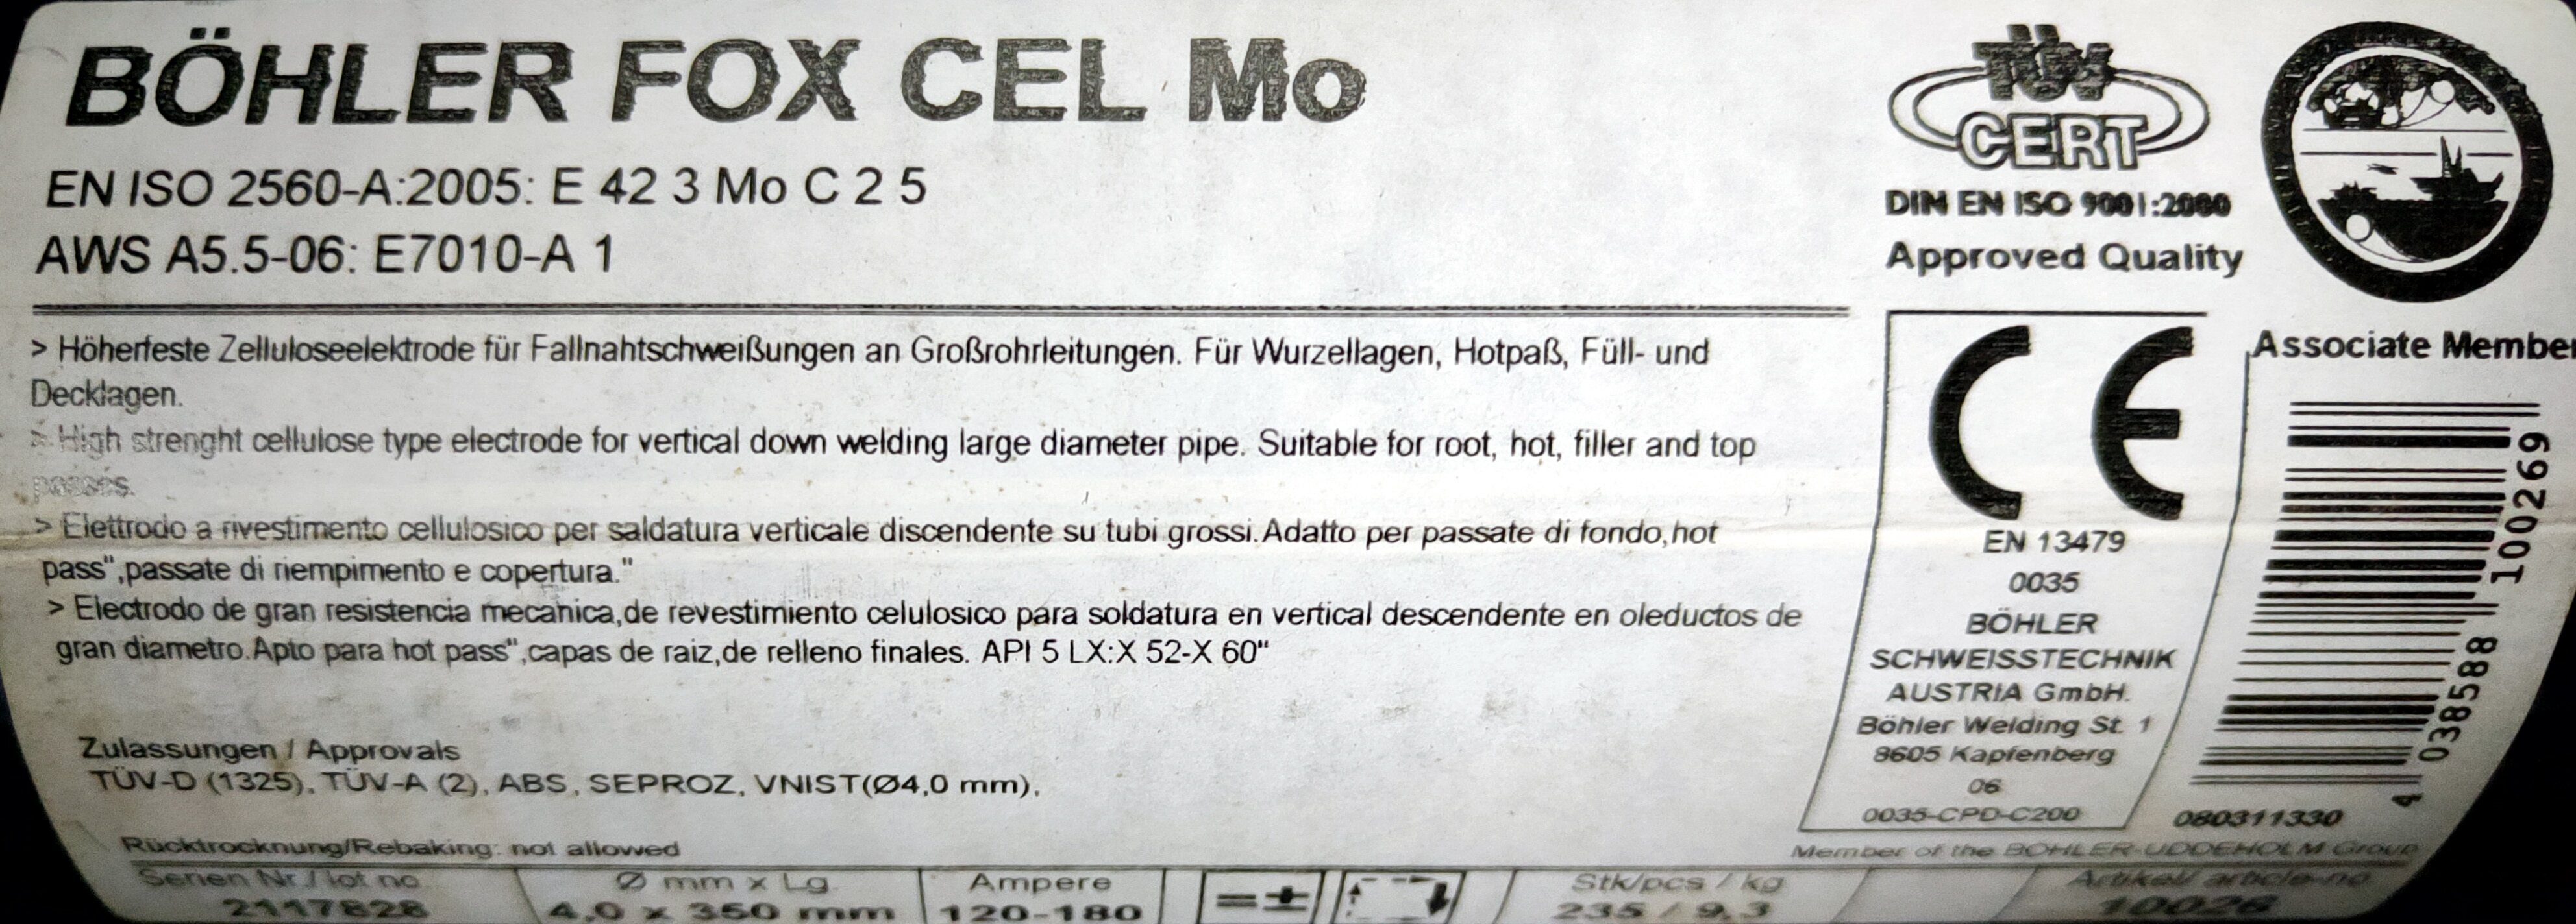 BÖHLER FOX CEL Mo
EN ISO 2560-A:2005: E 42 3 Mo C 2 5
AWS A5.5-06: E7010-A 1
> Höherfeste Zelluloseelektrode für Fallnahtschweißungen an Großrohrleitungen. Für Wurzellagen, Hotpaß, Füll- und
Decklagen.
> High strenght cellulose type electrode for vertical down welding large diameter pipe. Suitable for root, hot, filler and top
passes.
> Elettrodo a rivestimento cellulosico per saldatura verticale discendente su tubi grossi.Adatto per passate di fondo,hot
pass",passate di riempimento e copertura."
> Electrodo de gran resistencia mecanica,de revestimiento celulosico para soldatura en vertical descendente en oleductos de
gran diametro.Apto para hot pass",capas de raiz,de relleno finales. API 5 LX:X 52-X 60"
Zulassungen / Approvals
TÜV-D (1325), TÜV-A (2), ABS, SEPROZ, VNIST(Ø4,0 mm),
Rücktrocknung/Rebaking: not allowed
Serien Nr./ lot no
2117828
Ø mm x Lg
4,0 x 350 mm
Ampere
120-180
=±
Stk/pcs / kg
235 / 9,3
Artikel/ article-no
10026
TÜV
CERT
DIN EN ISO 9001:2000
Approved Quality
Associate Member
CE
EN 13479
0035
BÖHLER
SCHWEISSTECHNIK
AUSTRIA GmbH.
Böhler Welding St. 1
8605 Kapfenberg
06
0035-CPD-C200
4 038588 100269
080311330
Member of the BÖHLER-UDDEHOLM Group